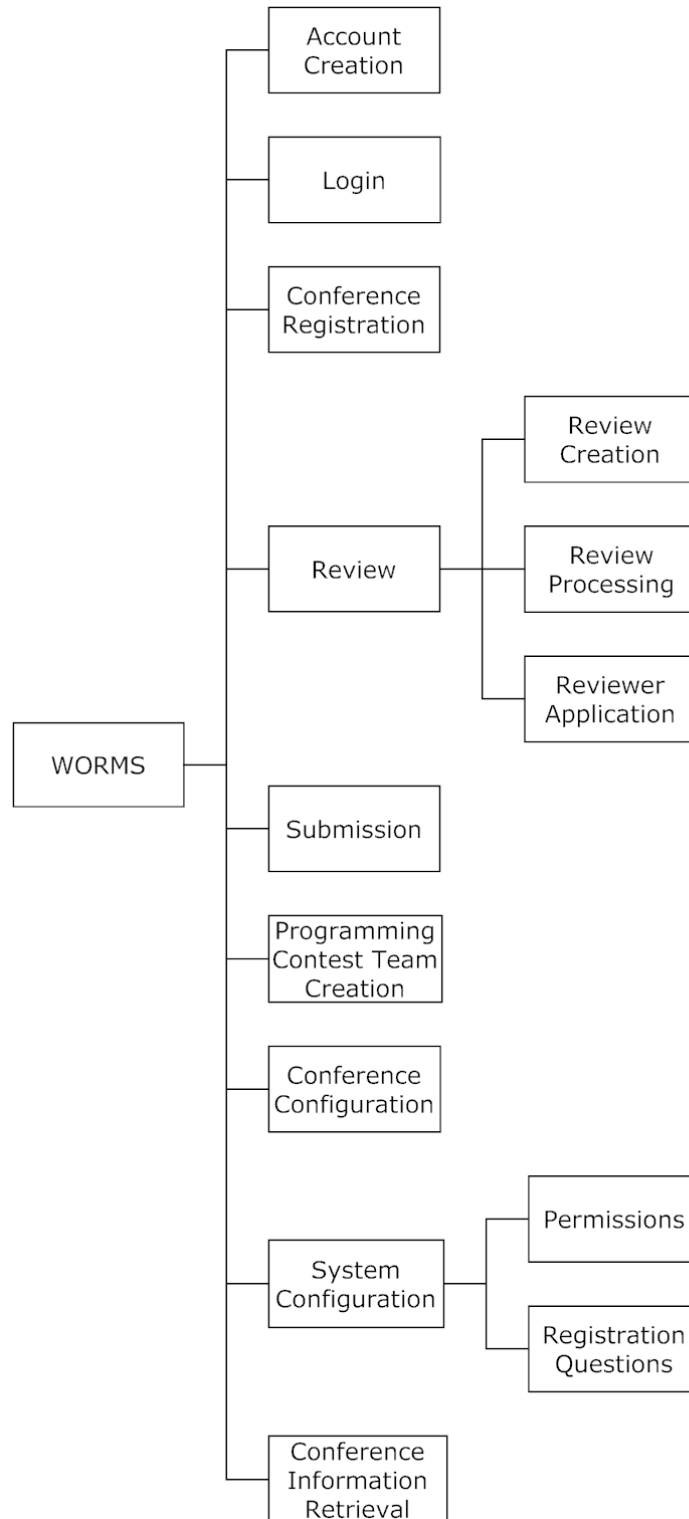 Account
Creation
Login
Conference
Registration
Review
Creation
Review
Review
Processing
Reviewer
Application
WORMS
Submission
Programming
Contest Team
Creation
Conference
Configuration
Permissions
System
Configuration
Registration
Questions
Conference
Information
Retrieval